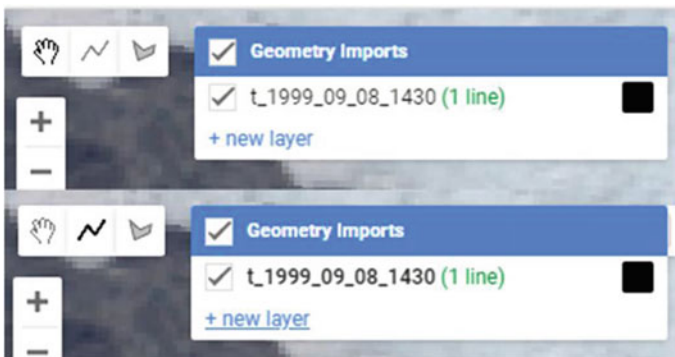 Geometry Imports
t_1999_09_08_1430 (1 line)
+ new layer
+
−
Geometry Imports
t_1999_09_08_1430 (1 line)
+ new layer
+
−